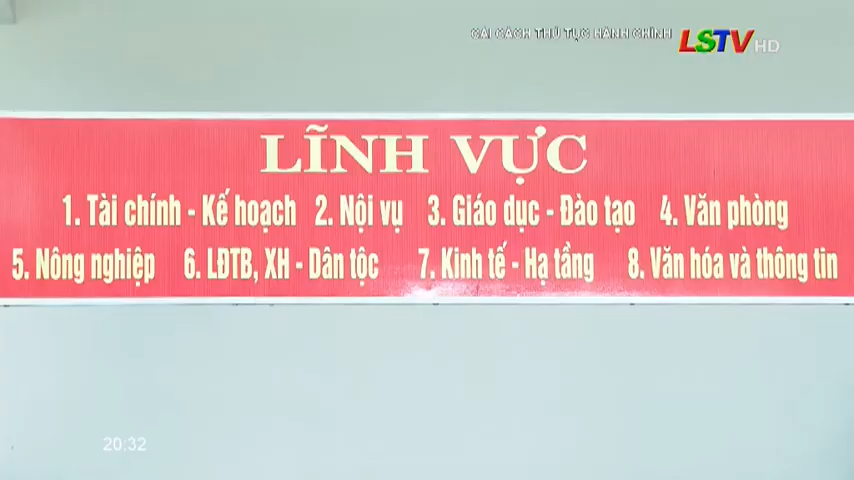 CẢI CÁCH THỦ TỤC HÀNH CHÍNH LSTV HD
LĨNH VỰC
1. Tài chính - Kế hoạch 2. Nội vụ 3. Giáo dục - Đào tạo 4. Văn phòng
5. Nông nghiệp 6. LĐTB, XH - Dân tộc 7. Kinh tế - Hạ tầng 8. Văn hóa và thông tin
20:32